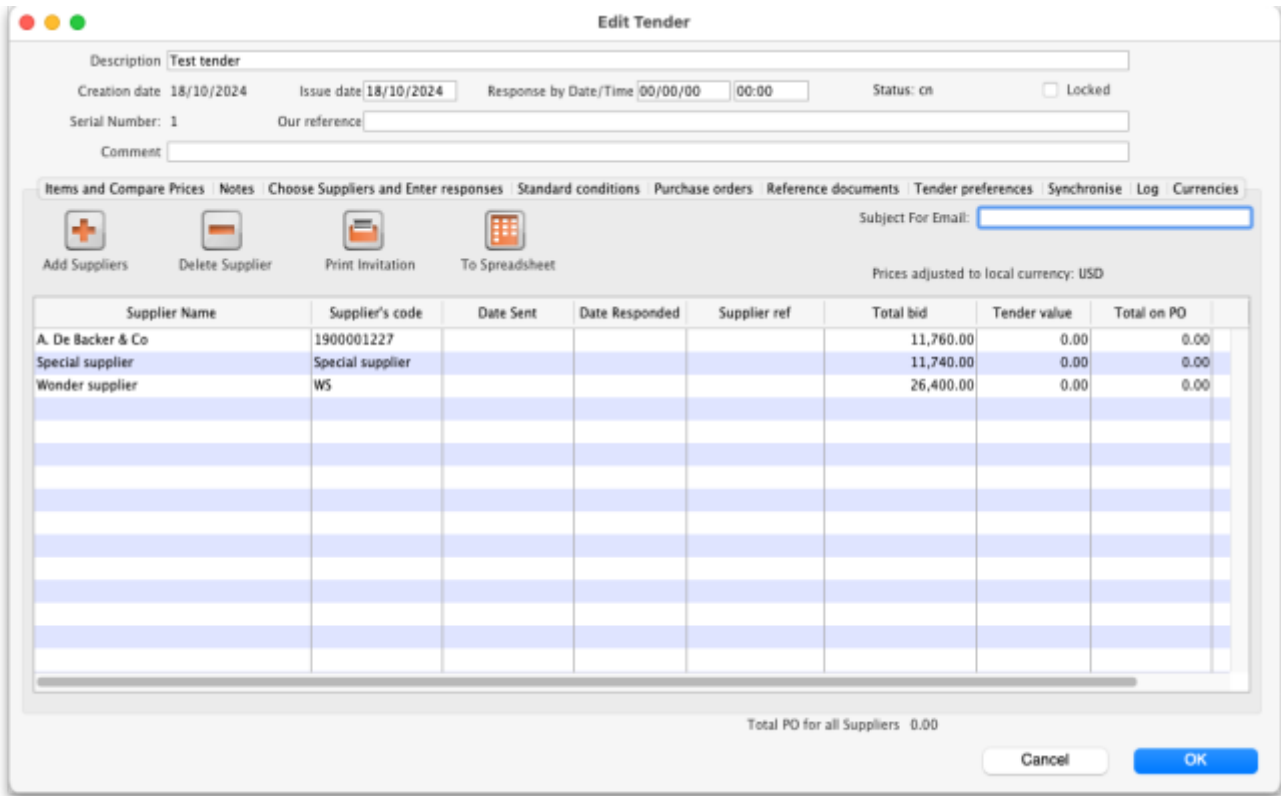 Edit Tender
Description Test tender
Creation date 18/10/2024 Issue date 18/10/2024 Response by Date/Time 00/00/00 00:00 Status: cn Locked
Serial Number: 1 Our reference
Comment
Items and Compare Prices Notes Choose Suppliers and Enter responses Standard conditions Purchase orders Reference documents Tender preferences Synchronise Log Currencies
Subject For Email:
Add Suppliers Delete Supplier Print Invitation To Spreadsheet
Prices adjusted to local currency: USD
Supplier Name Supplier's code Date Sent Date Responded Supplier ref Total bid Tender value Total on PO
A. De Backer & Co 1900001227 11,760.00 0.00 0.00
Special supplier Special supplier 11,740.00 0.00 0.00
Wonder supplier WS 26,400.00 0.00 0.00
Total PO for all Suppliers 0.00
Cancel OK